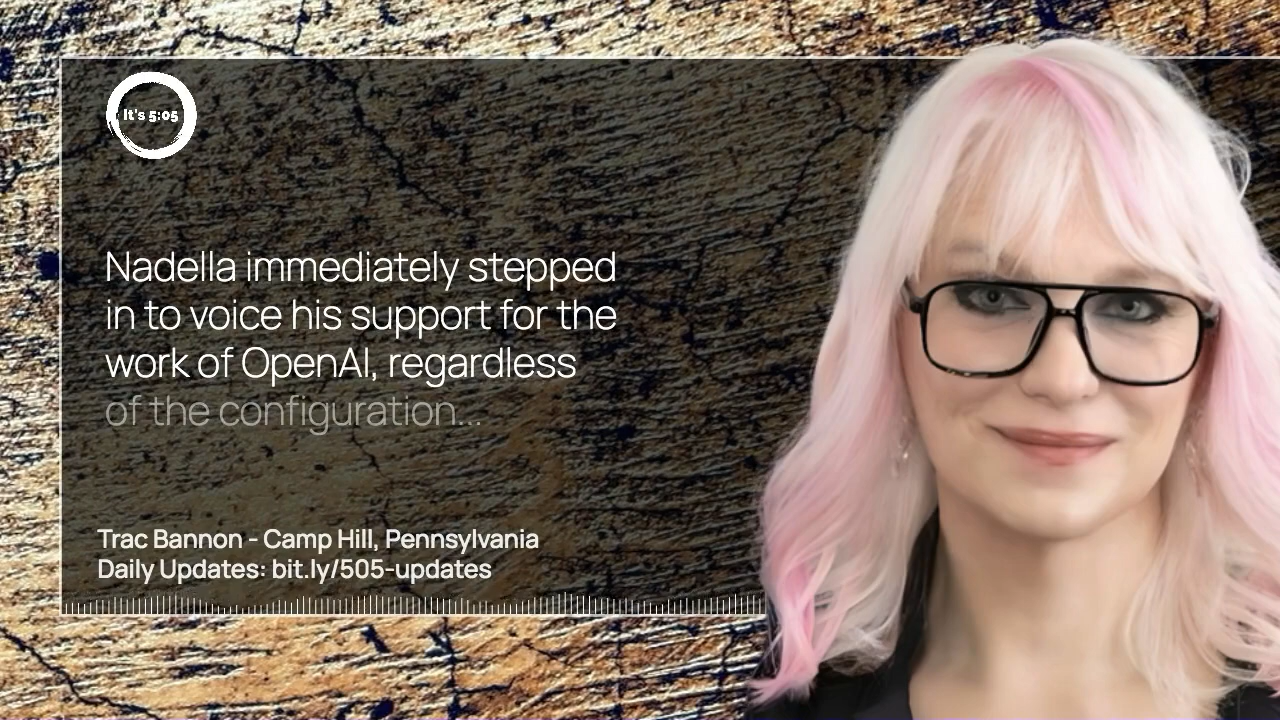 It's 5:05
Nadella immediately stepped
in to voice his support for the
work of OpenAI, regardless
of the configuration...
Trac Bannon - Camp Hill, Pennsylvania
Daily Updates: bit.ly/505-updates